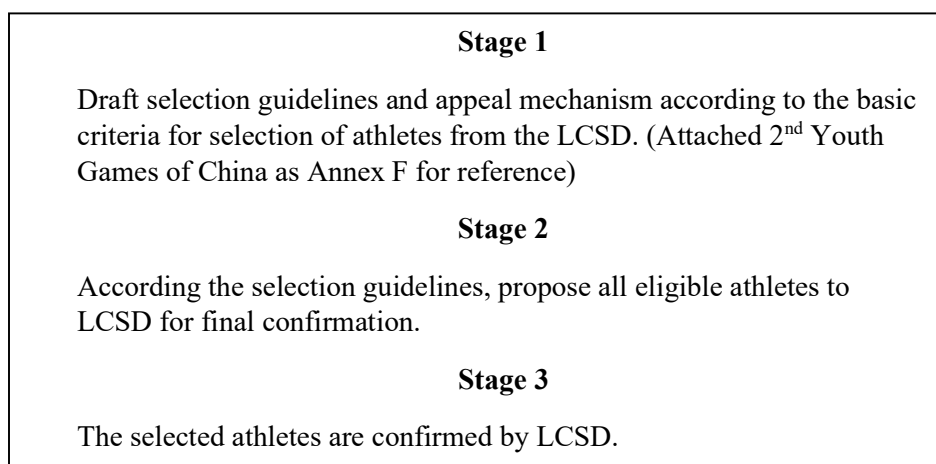 Stage 1
Draft selection guidelines and appeal mechanism according to the basic
criteria for selection of athletes from the LCSD. (Attached 2nd Youth
Games of China as Annex F for reference)
Stage 2
According the selection guidelines, propose all eligible athletes to
LCSD for final confirmation.
Stage 3
The selected athletes are confirmed by LCSD.